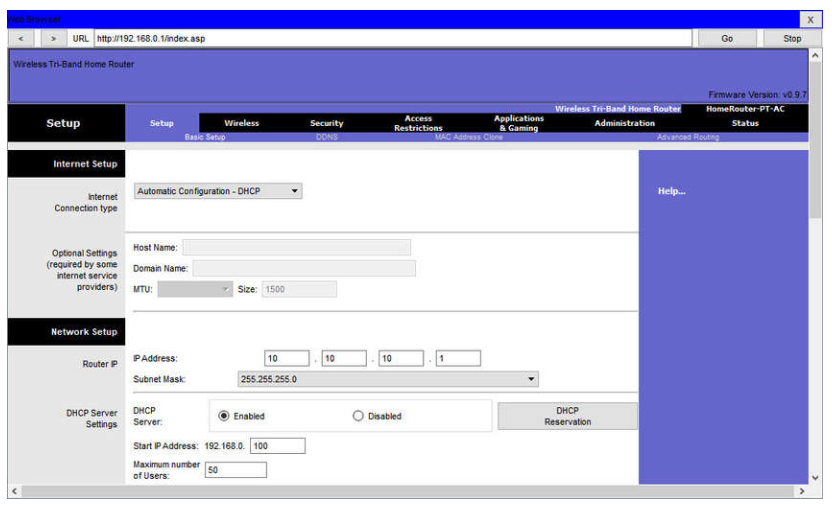 Web Browser
X
< > URL http://192.168.0.1/index.asp Go Stop
Wireless Tri-Band Home Router
Firmware Version: v0.9.7
Wireless Tri-Band Home Router HomeRouter-PT-AC
Setup Setup Wireless Security Access Restrictions Applications & Gaming Administration Status
Basic Setup DDNS MAC Address Clone Advanced Routing
Internet Setup
Internet
Connection type
Automatic Configuration - DHCP
Help...
Optional Settings
(required by some
internet service
providers)
Host Name:
Domain Name:
MTU: Size: 1500
Network Setup
Router IP
IP Address: 10 . 10 . 10 . 1
Subnet Mask: 255.255.255.0
DHCP Server
Settings
DHCP
Server:
Enabled Disabled
DHCP
Reservation
Start IP Address: 192.168.0. 100
Maximum number
of Users:
50